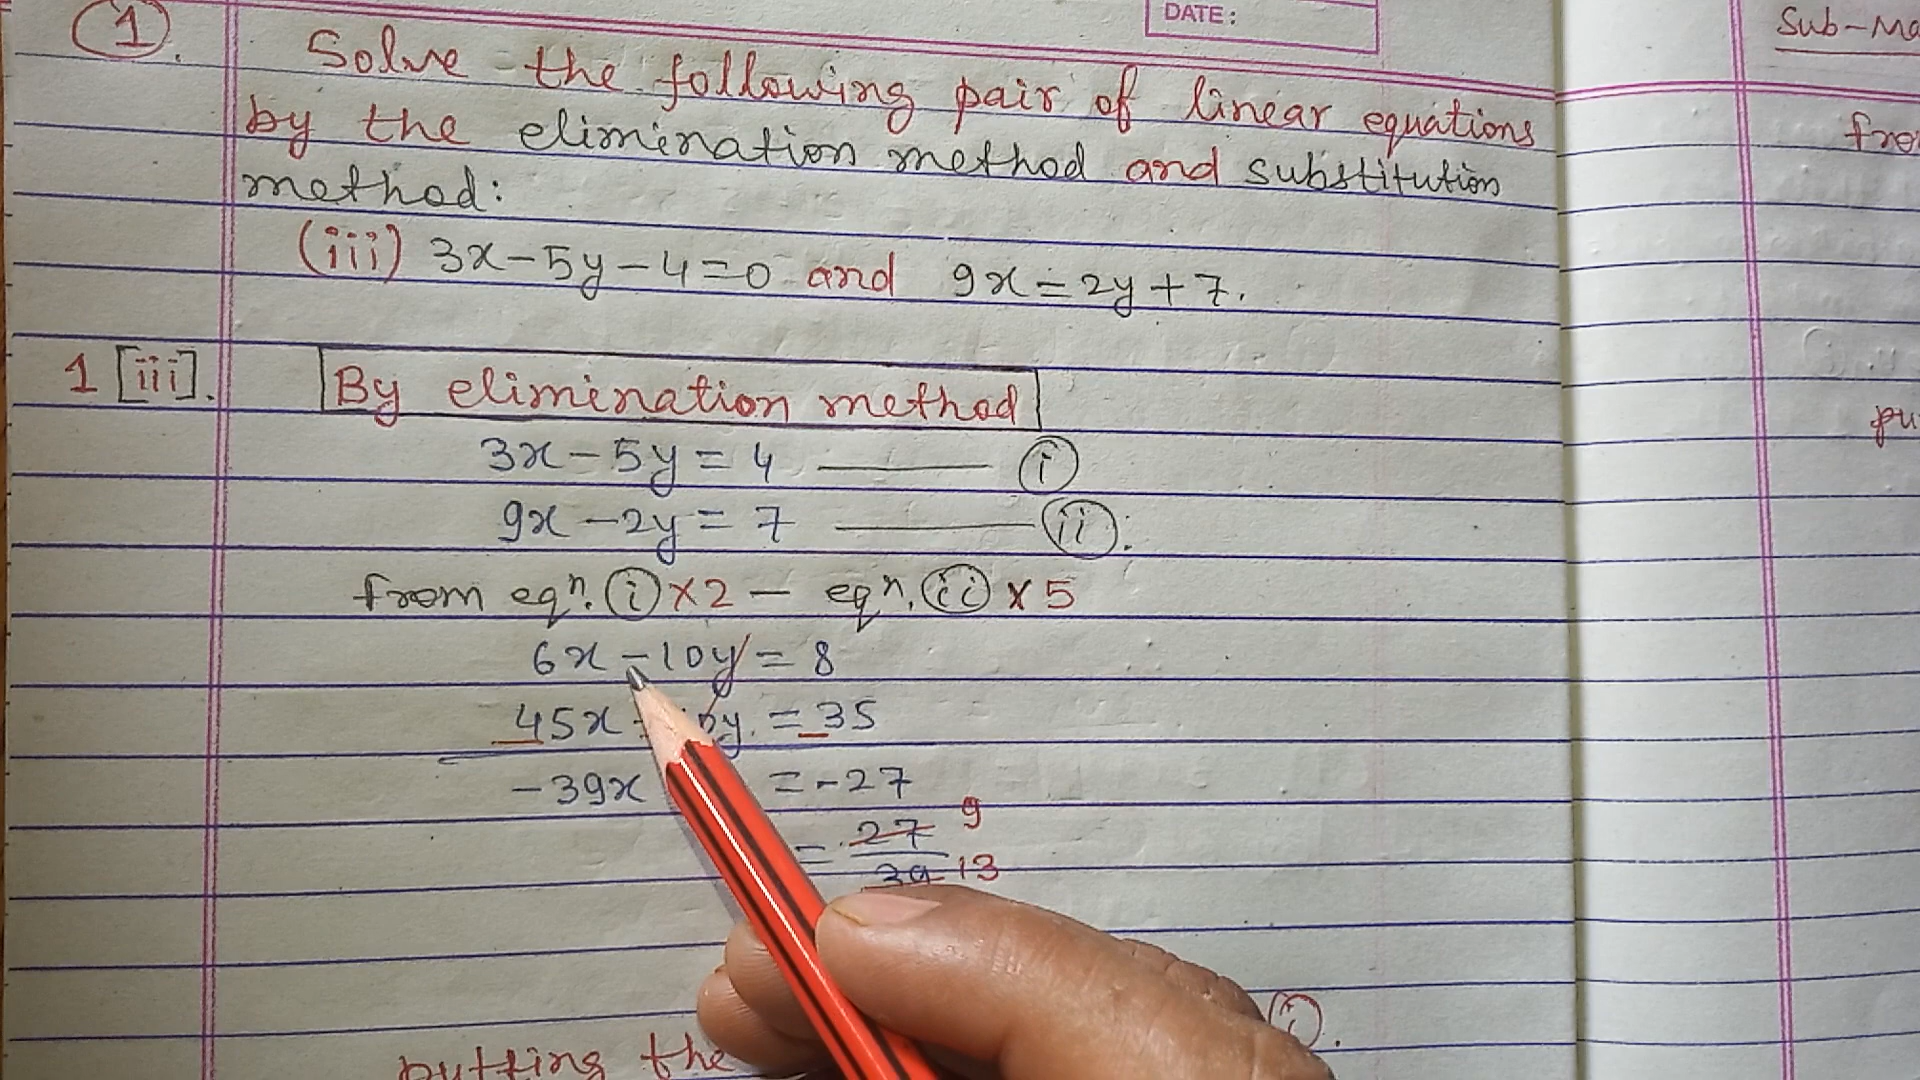 DATE:
1.
Solve the following pair of linear equations
by the elimination method and substitution
method:
(iii) 3x-5y-4=0 and 9x=2y+7.
1 [iii].
By elimination method
3x-5y=4 ——— (i)
9x-2y=7 ——— (ii).
from eqn. (i) ×2 — eqn. (ii) × 5
6x-10y=8
45x y=35
-39x =-27
= 27/39 9/13
(i).
putting the
Sub-Ma
fro
pu